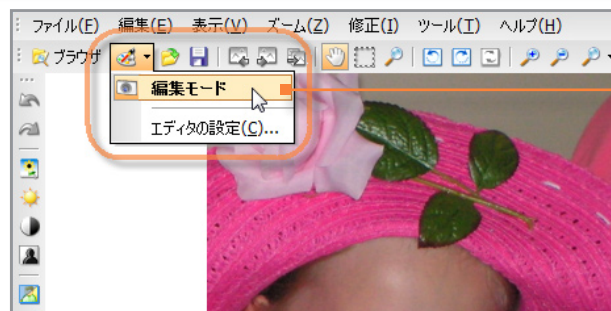 ファイル(F) 編集(E) 表示(V) ズーム(Z) 修正(I) ツール(T) ヘルプ(H)
ブラウザ
編集モード
エディタの設定(C)...